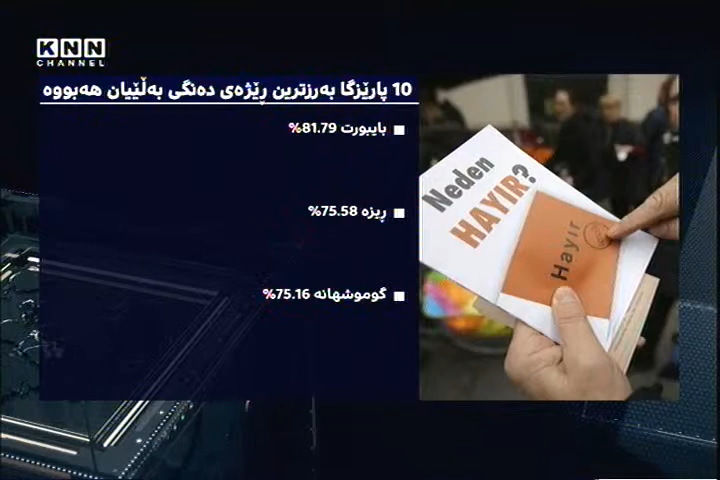 KNN
CHANNEL
10 پارێزگا بەرزترین ڕێژەی دەنگی بەڵێیان هەبووە
بایبورت 81.79%
ڕیزە 75.58%
گوموشهانە 75.16%
Neden
HAYIR?
Hayır